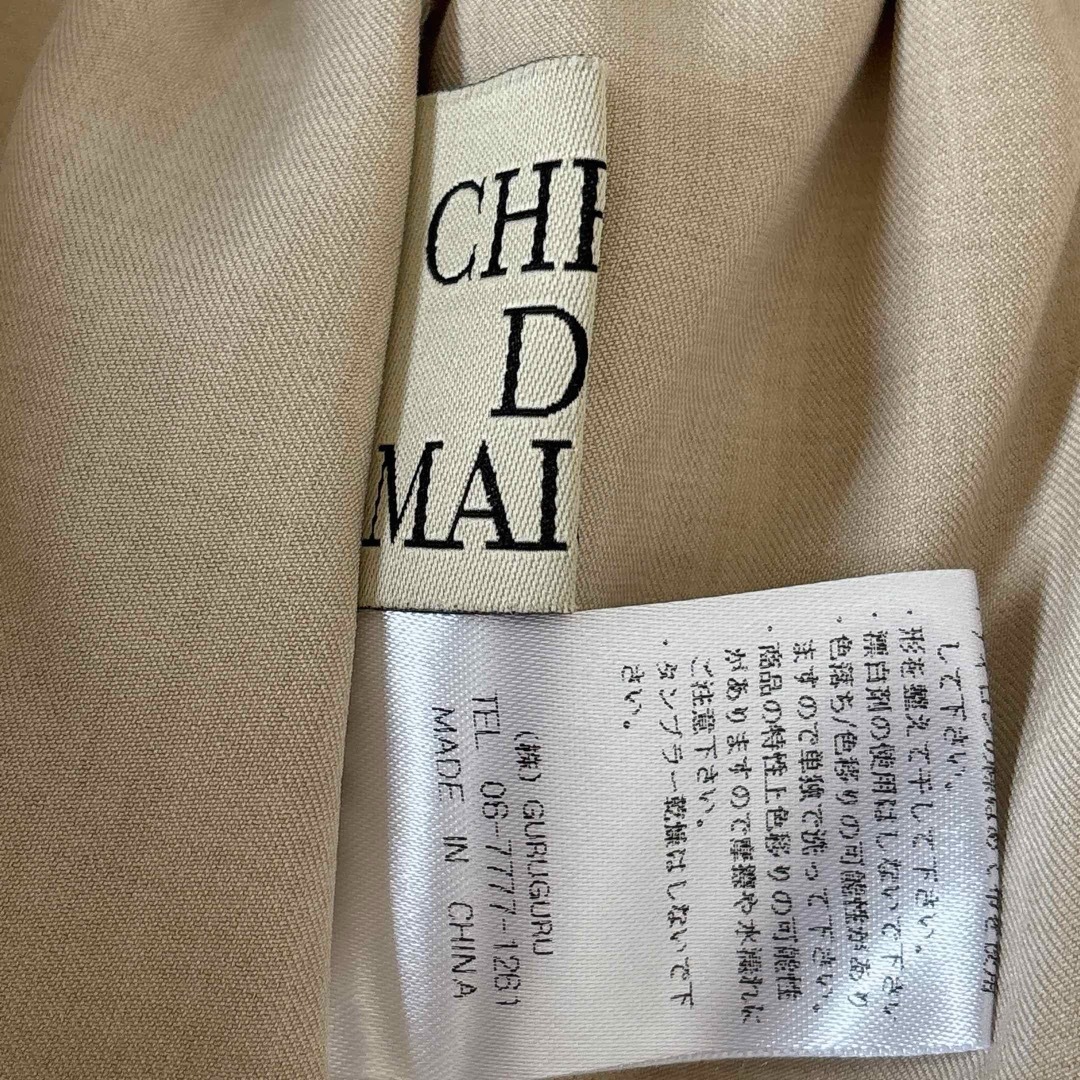 CHE
D
MAI
して下さい。
・形を整えて干して下さい。
・漂白剤の使用はしないで下さい
・色落ち/色移りの可能性があり
ますので単独で洗って下さい。
・商品の特性上色移りの可能性
がありますので摩擦や水濡れに
ご注意下さい。
・タンブラー乾燥はしないで下
さい。
(株) GURUGURU
TEL 06-7777-1261
MADE IN CHINA